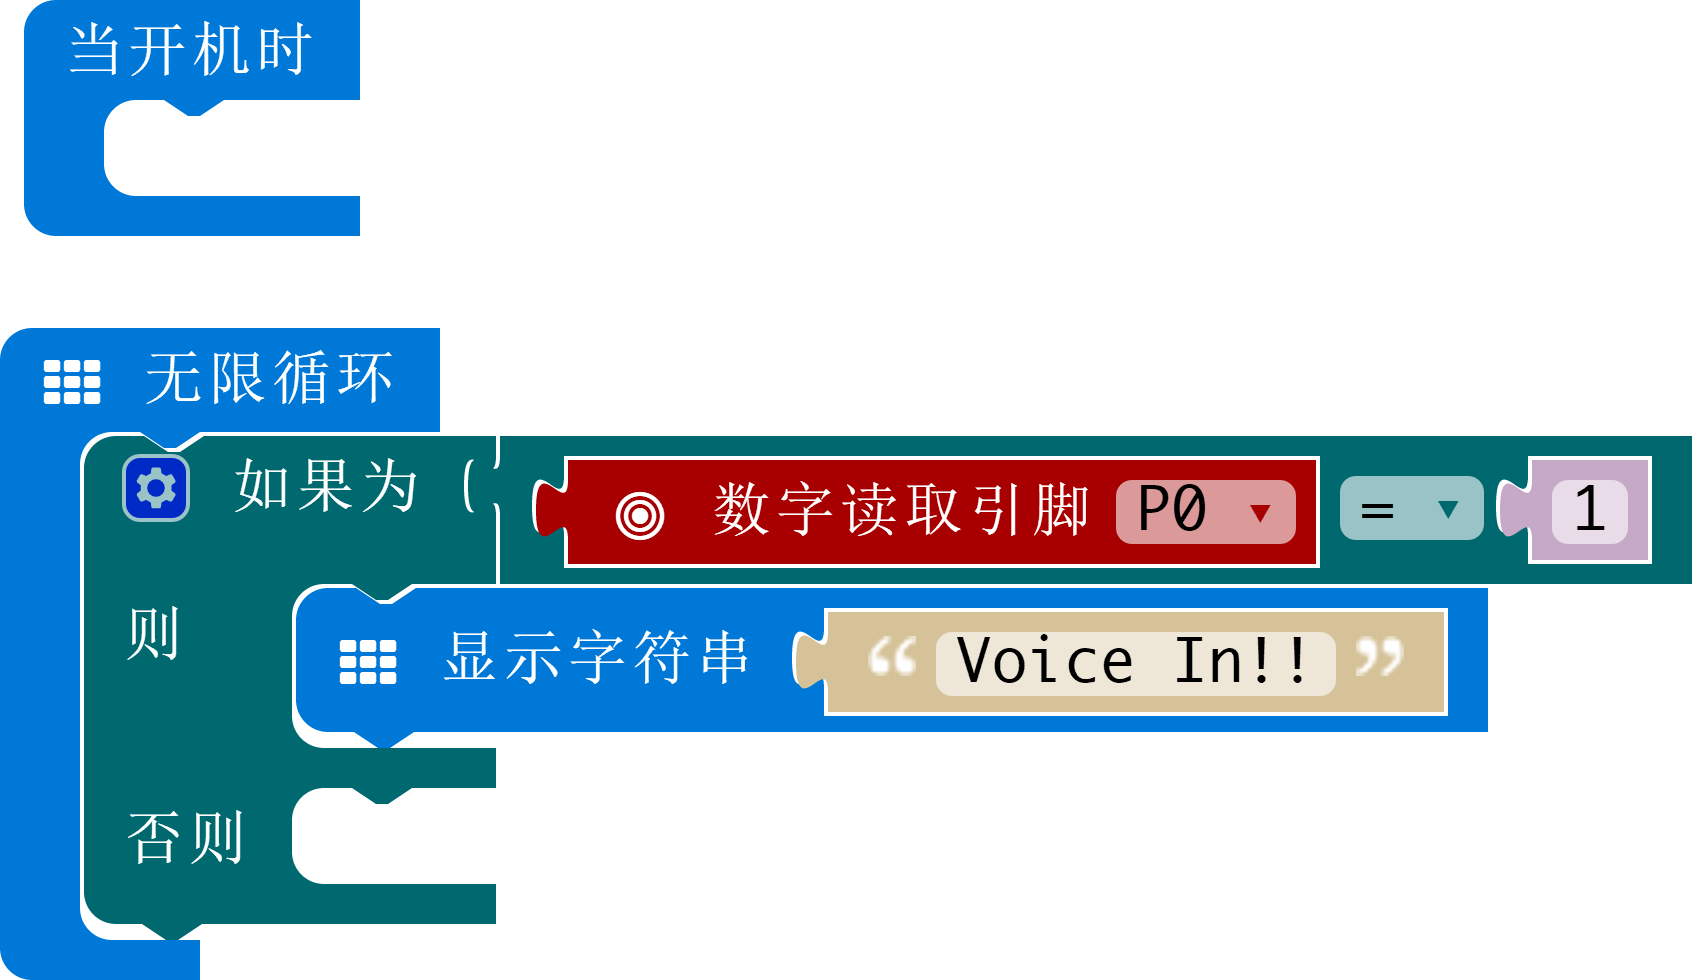 当开机时
无限循环
如果为 数字读取引脚 P0 = 1
则 显示字符串 “ Voice In!! ”
否则